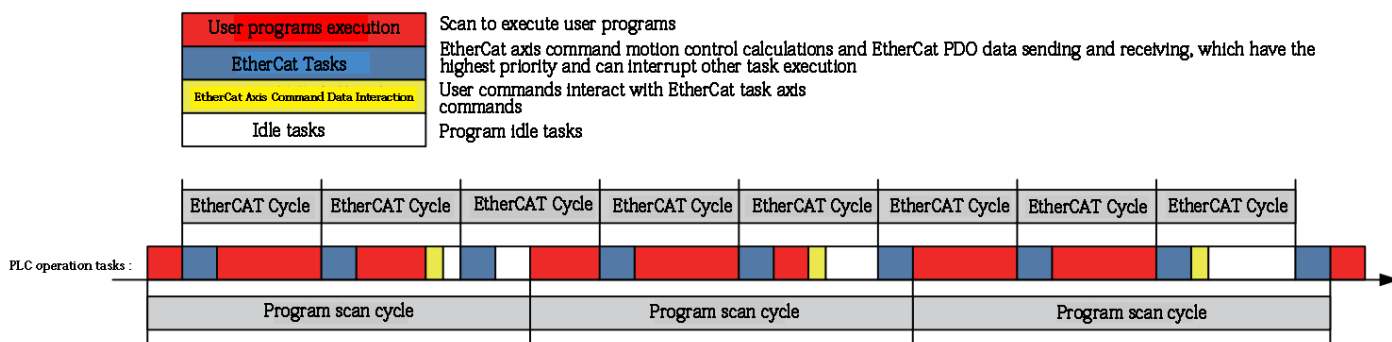 User programs execution
Scan to execute user programs
EtherCat Tasks
EtherCat axis command motion control calculations and EtherCat PDO data sending and receiving, which have the
highest priority and can interrupt other task execution
EtherCat Axis Command Data Interaction
User commands interact with EtherCat task axis
commands
Idle tasks
Program idle tasks
EtherCAT Cycle
EtherCAT Cycle
EtherCAT Cycle
EtherCAT Cycle
EtherCAT Cycle
EtherCAT Cycle
EtherCAT Cycle
EtherCAT Cycle
PLC operation tasks :
Program scan cycle
Program scan cycle
Program scan cycle